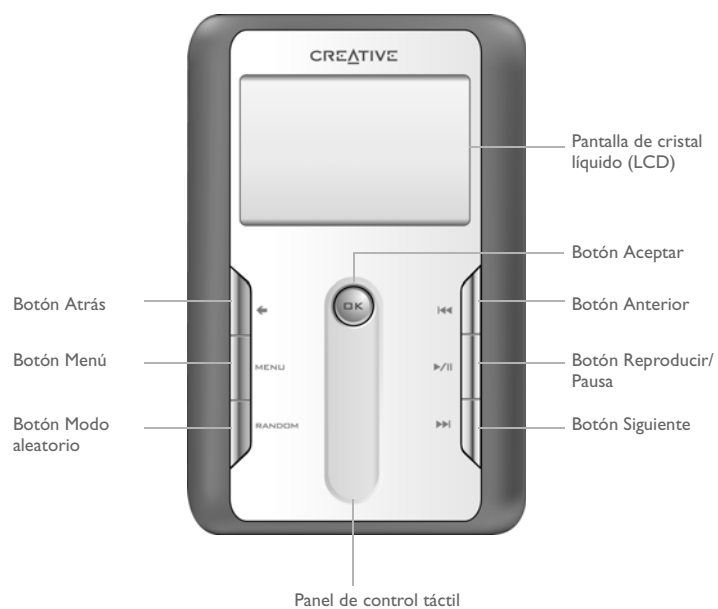 CREATIVE
Pantalla de cristal
líquido (LCD)
Botón Aceptar
OK
Botón Atrás
Botón Anterior
Botón Menú
MENU
Botón Reproducir/
Pausa
Botón Modo
aleatorio
RANDOM
Botón Siguiente
Panel de control táctil